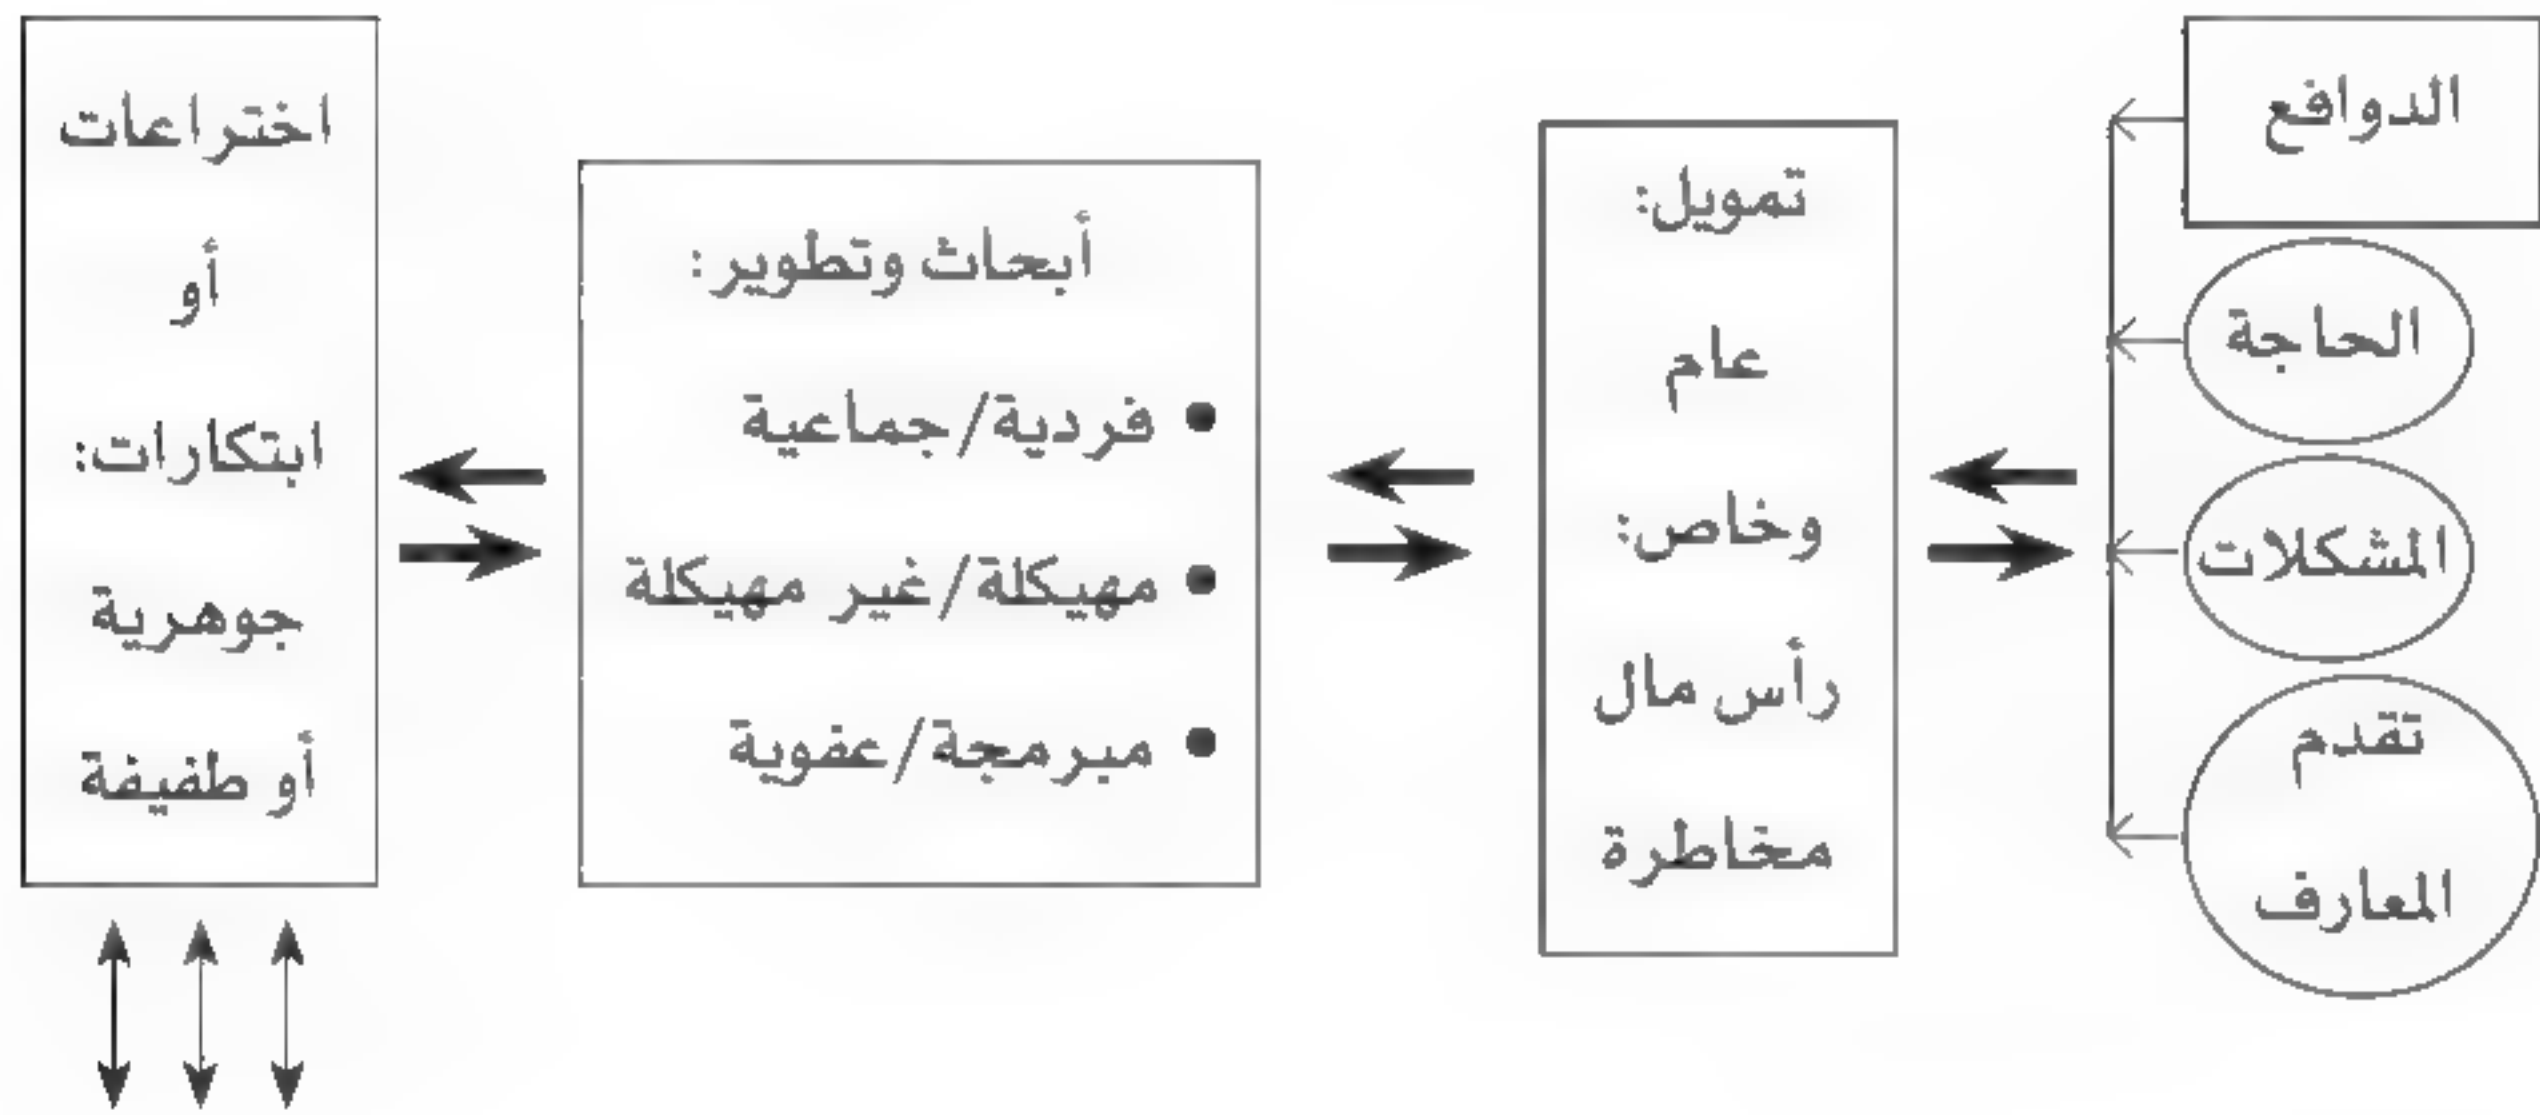 الدوافع
الحاجة
المشكلات
تقدم
المعارف
تمويل:
عام
وخاص:
رأس مال
مخاطرة
أبحاث وتطوير:
• فردية/جماعية
• مهيكلة/غير مهيكلة
• مبرمجة/عفوية
اختراعات
أو
ابتكارات:
جوهرية
أو طفيفة